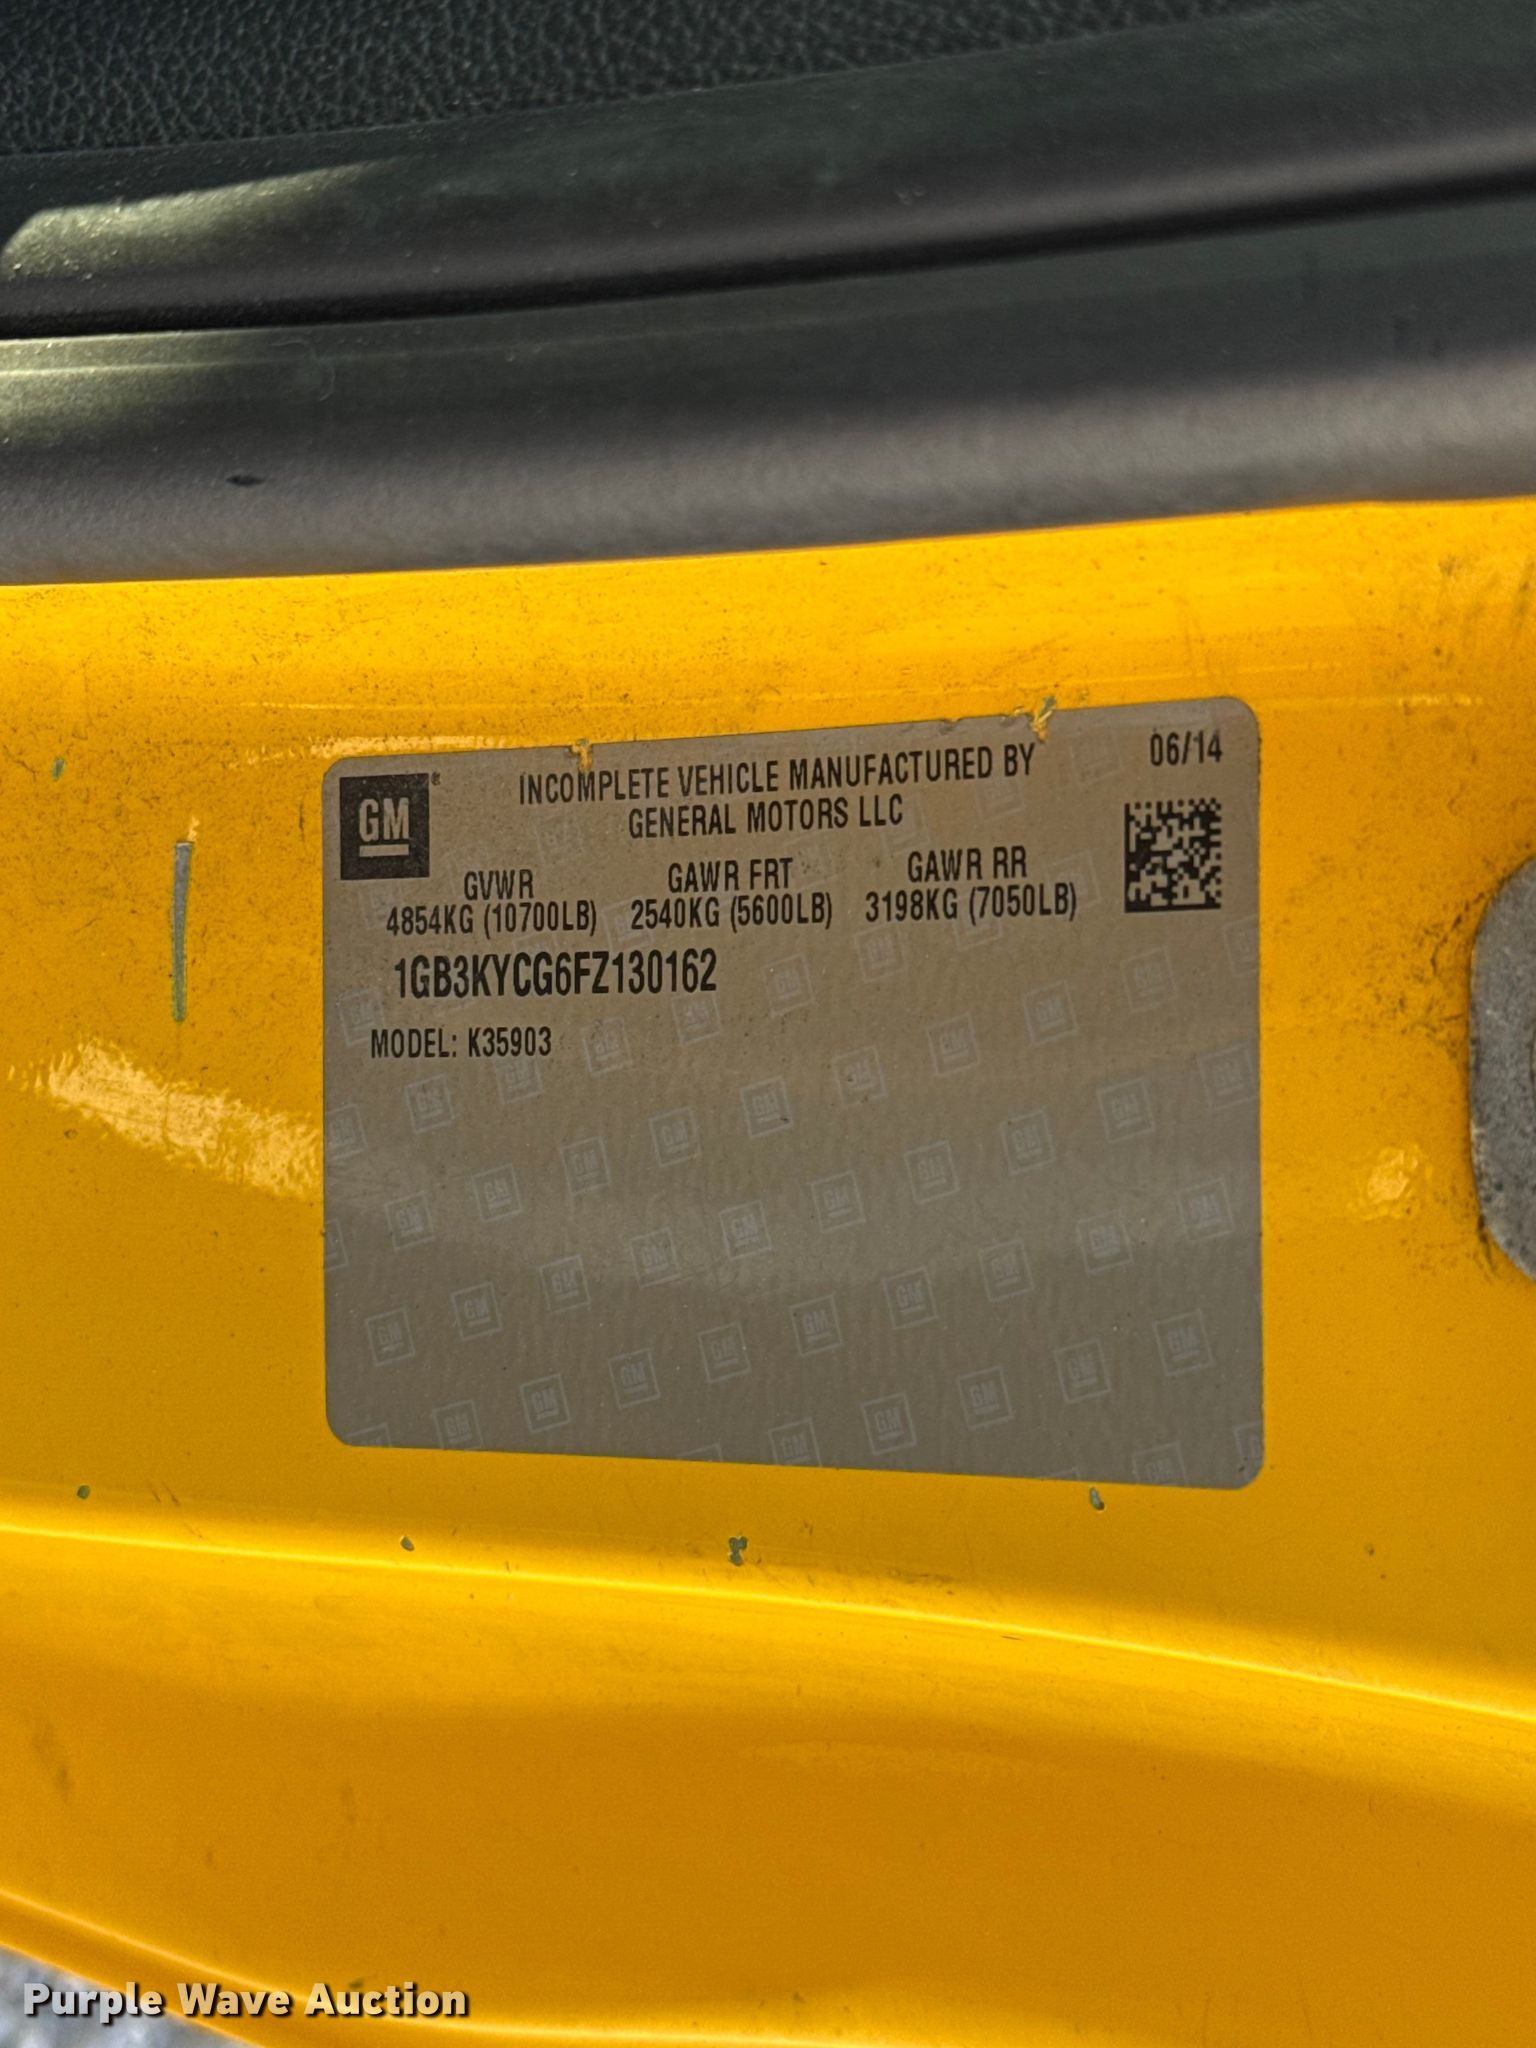 06/14
GM®
INCOMPLETE VEHICLE MANUFACTURED BY
GENERAL MOTORS LLC
GVWR GAWR FRT GAWR RR
4854KG (10700LB) 2540KG (5600LB) 3198KG (7050LB)
1GB3KYCG6FZ130162
MODEL: K35903
Purple Wave Auction